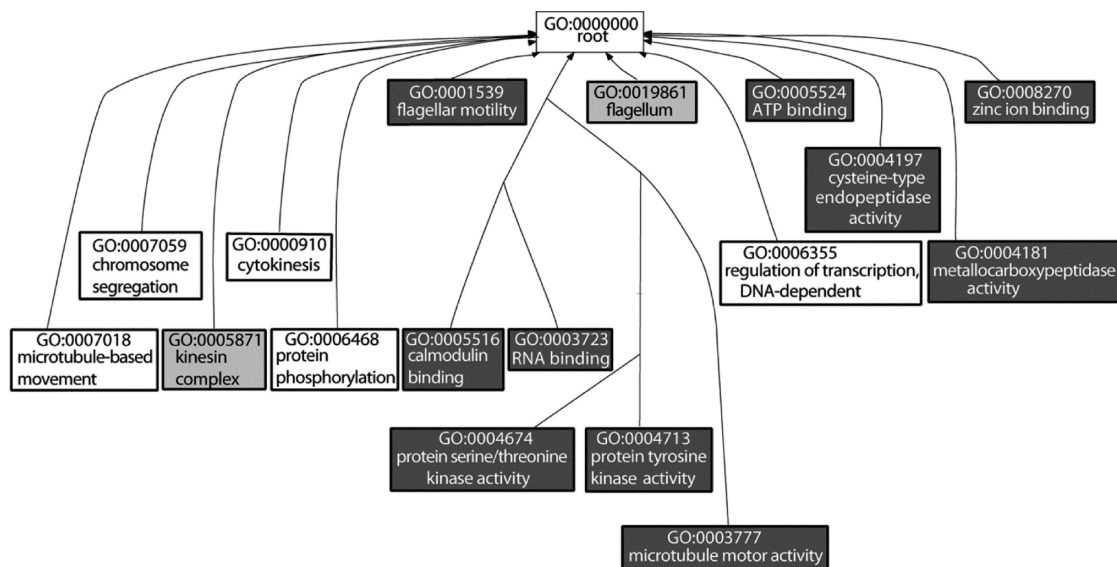 GO:0000000
root
GO:0001539
flagellar motility
GO:0019861
flagellum
GO:0005524
ATP binding
GO:0008270
zinc ion binding
GO:0004197
cysteine-type
endopeptidase
activity
GO:0007059
chromosome
segregation
GO:0000910
cytokinesis
GO:0006355
regulation of transcription,
DNA-dependent
GO:0004181
metallocarboxypeptidase
activity
GO:0007018
microtubule-based
movement
GO:0005871
kinesin
complex
GO:0006468
protein
phosphorylation
GO:0005516
calmodulin
binding
GO:0003723
RNA binding
GO:0004674
protein serine/threonine
kinase activity
GO:0004713
protein tyrosine
kinase activity
GO:0003777
microtubule motor activity